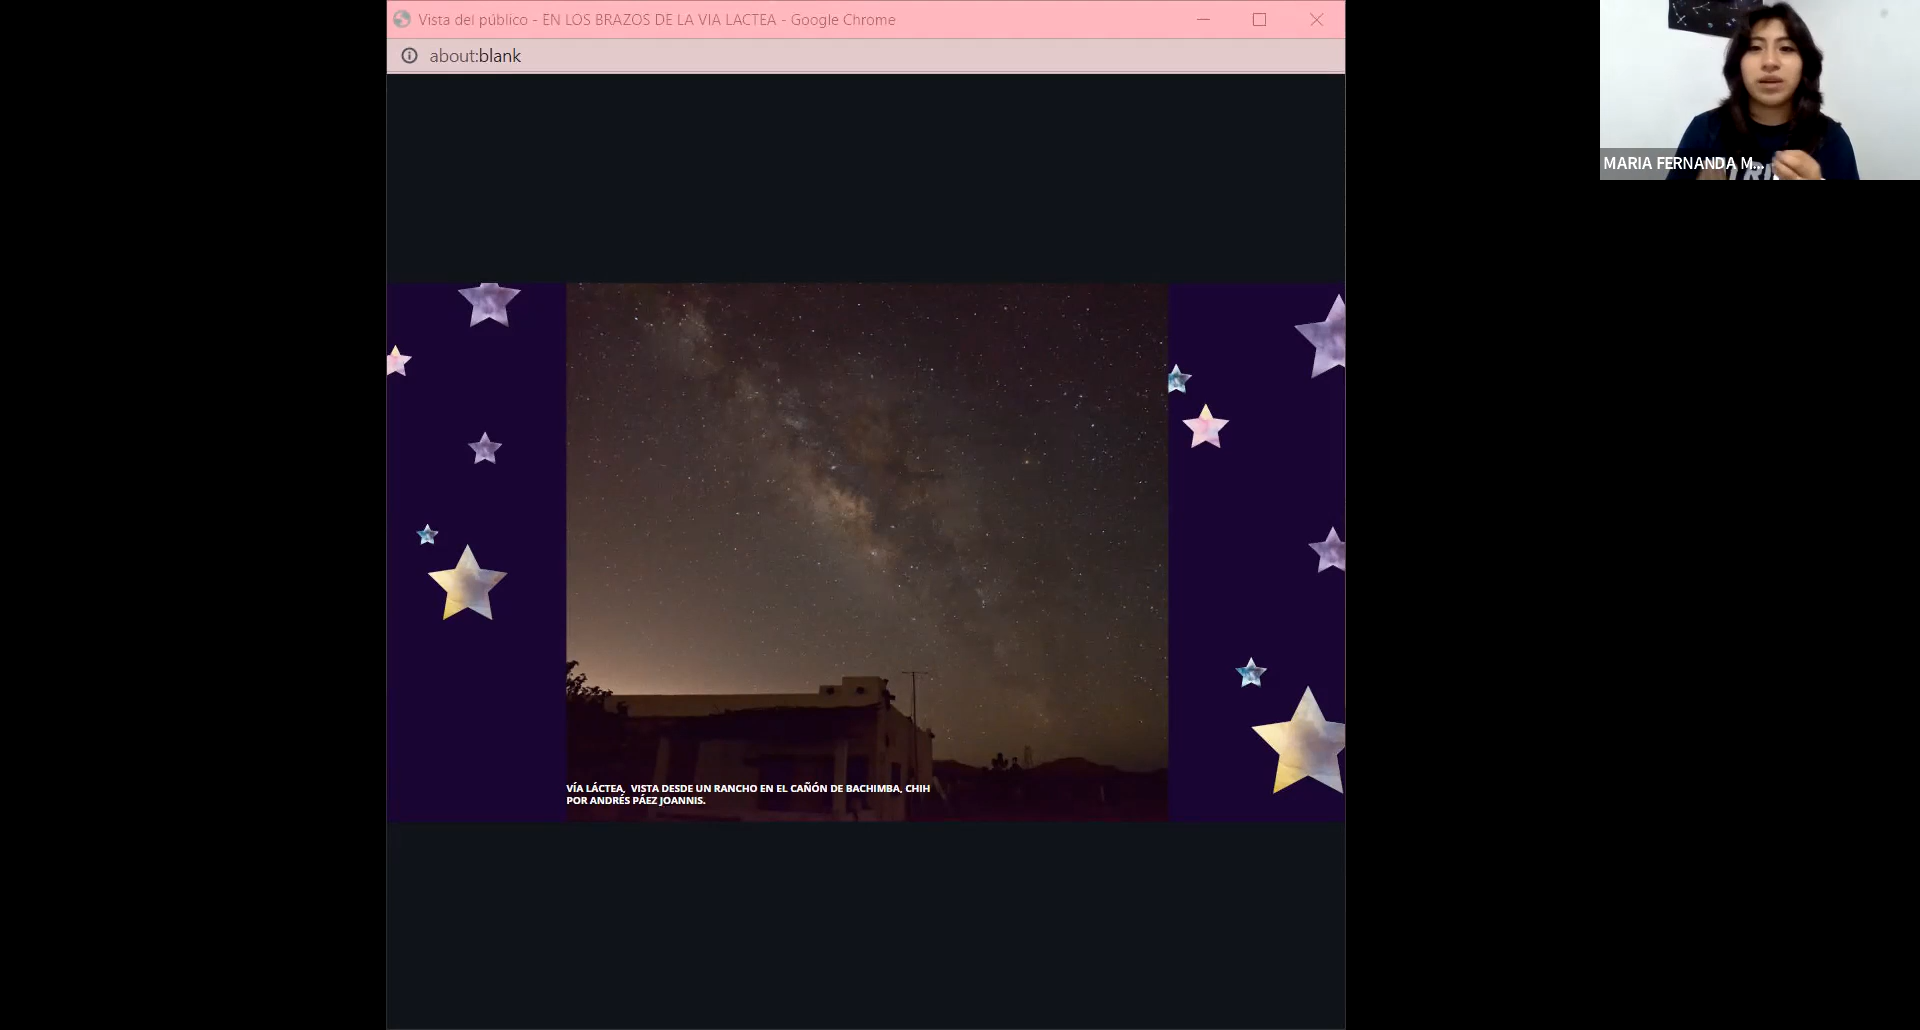 Vista del público - EN LOS BRAZOS DE LA VIA LACTEA - Google Chrome
about:blank
MARIA FERNANDA M...
VÍA LÁCTEA, VISTA DESDE UN RANCHO EN EL CAÑÓN DE BACHIMBA, CHIH
POR ANDRÉS PÁEZ JOANNIS.